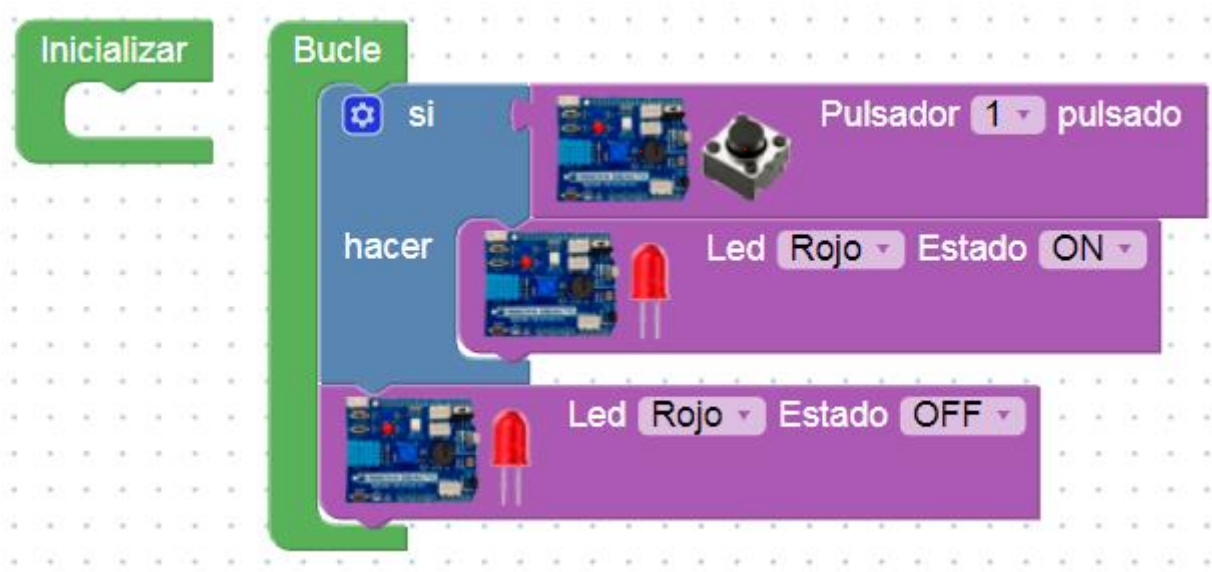 Inicializar
Bucle
si
Pulsador 1 pulsado
hacer
Led Rojo Estado ON
Led Rojo Estado OFF